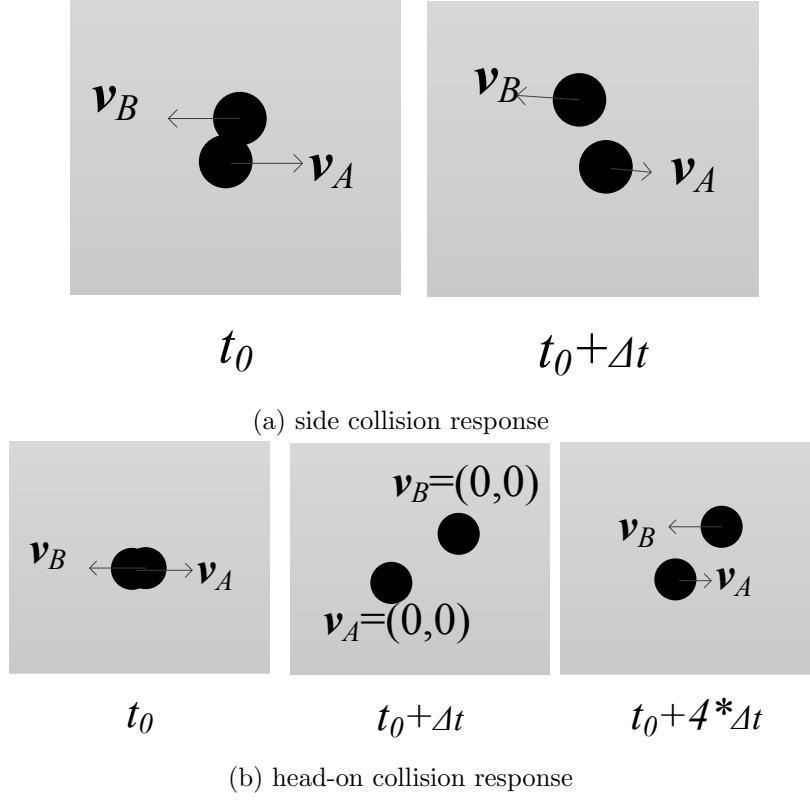 v_B v_B
v_A v_A
t_0 t_0+Δt
(a) side collision response
v_B=(0,0)
v_B v_A v_B v_A
v_A=(0,0)
t_0 t_0+Δt t_0+4*Δt
(b) head-on collision response